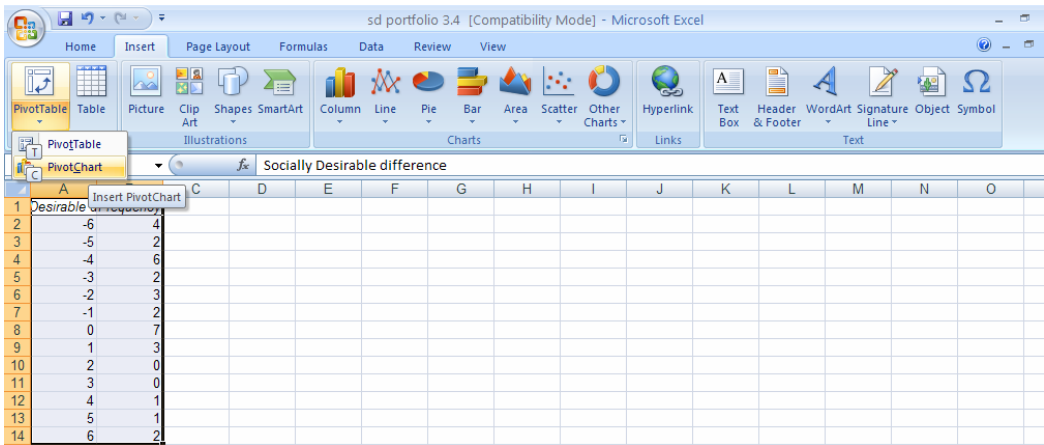 sd portfolio 3.4 [Compatibility Mode] - Microsoft Excel
Home Insert Page Layout Formulas Data Review View
PivotTable Table Picture Clip Art Shapes SmartArt Column Line Pie Bar Area Scatter Other Charts Hyperlink Text Box Header & Footer WordArt Signature Line Object Symbol
Illustrations Charts Links Text
PivotTable
T
PivotChart
C
fx Socially Desirable difference
Insert PivotChart
A C D E F G H I J K L M N O
1 Desirable
2 -6 4
3 -5 2
4 -4 6
5 -3 2
6 -2 3
7 -1 2
8 0 7
9 1 3
10 2 0
11 3 0
12 4 1
13 5 1
14 6 2